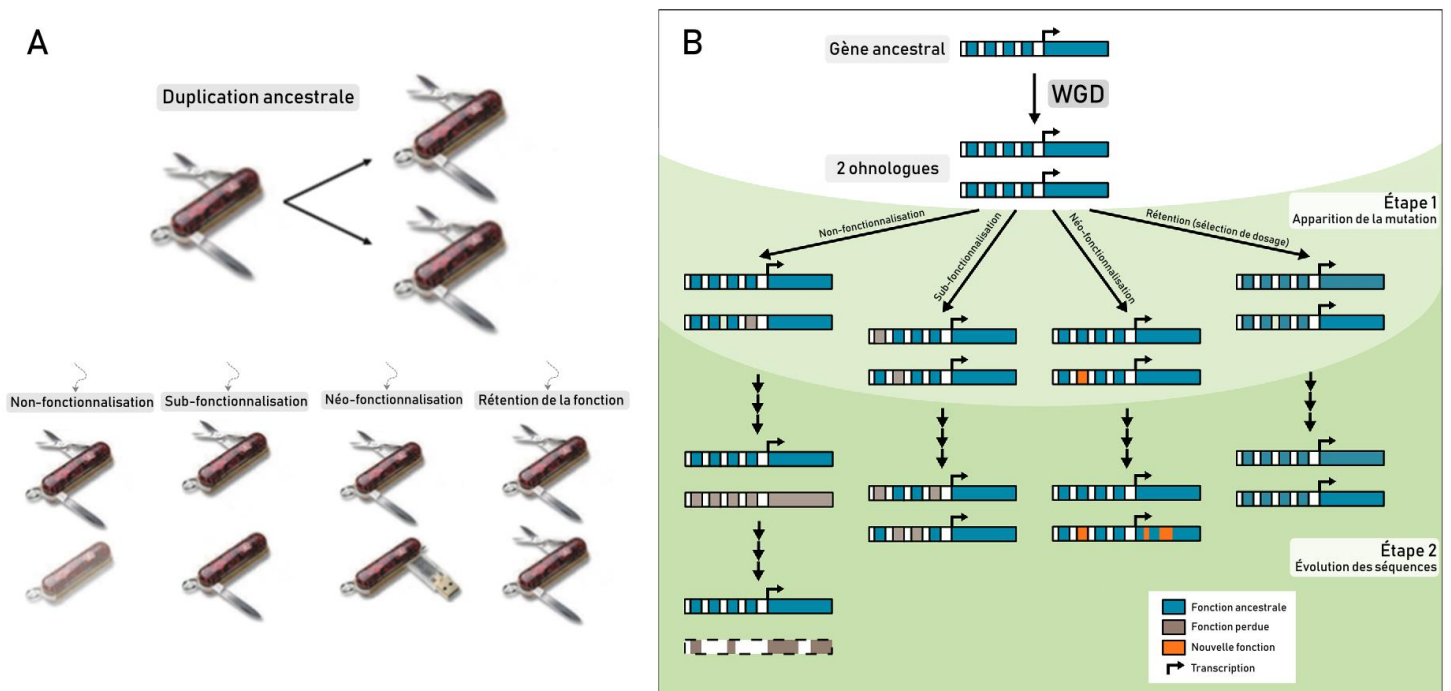 A
Duplication ancestrale
Non-fonctionnalisation
Sub-fonctionnalisation
Néo-fonctionnalisation
Rétention de la fonction
B
Gène ancestral
WGD
2 ohnologues
Étape 1
Apparition de la mutation
Non-fonctionnalisation
Sub-fonctionnalisation
Néo-fonctionnalisation
Rétention (sélection de dosage)
Étape 2
Évolution des séquences
Fonction ancestrale
Fonction perdue
Nouvelle fonction
Transcription